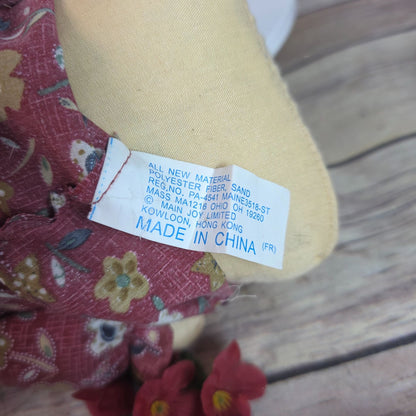 ALL NEW MATERIAL
POLYESTER FIBER, SAND
REG.NO. PA-4541 MAINE3518-ST
MASS MA1216 OHIO OH 19260
© MAIN JOY LIMITED
KOWLOON, HONG KONG
MADE IN CHINA (FR)